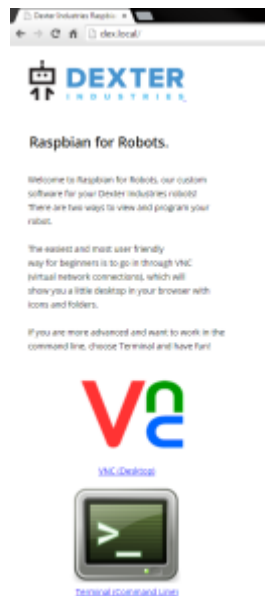 Dexter Industries Raspbi
dex.local/
DEXTER
INDUSTRIES
Raspbian for Robots.
Welcome to Raspbian for Robots, our custom
software for your Dexter Industries robots!
There are two ways to view and program your
robot.
The easiest and most user friendly
way for beginners is to go in through VNC
(virtual network connections), which will
show you a little desktop in your browser with
icons and folders.
If you are more advanced and want to work in the
command line, choose Terminal and have fun!
VNC
VNC (Desktop)
>_
Terminal (Command Line)